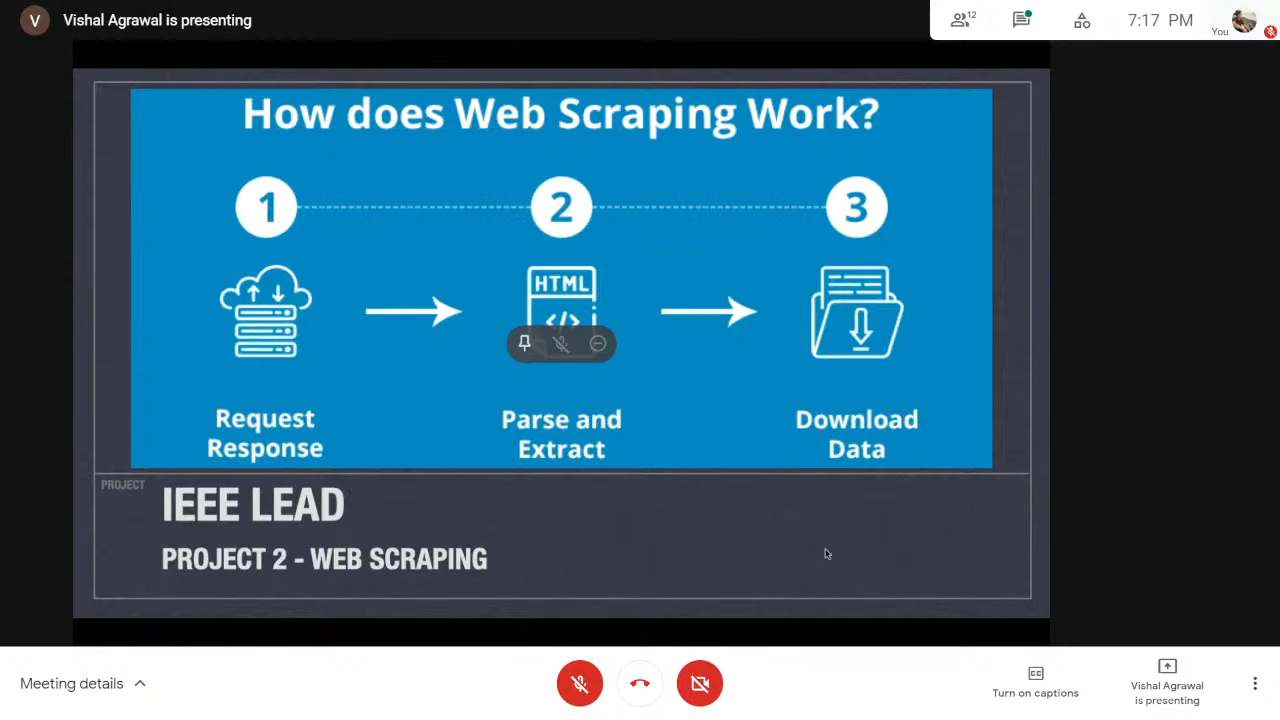 V Vishal Agrawal is presenting
12
7:17 PM
You
How does Web Scraping Work?
1 2 3
HTML
</>
Request Parse and Download
Response Extract Data
PROJECT
IEEE LEAD
PROJECT 2 - WEB SCRAPING
Meeting details
CC
Turn on captions
Vishal Agrawal
is presenting